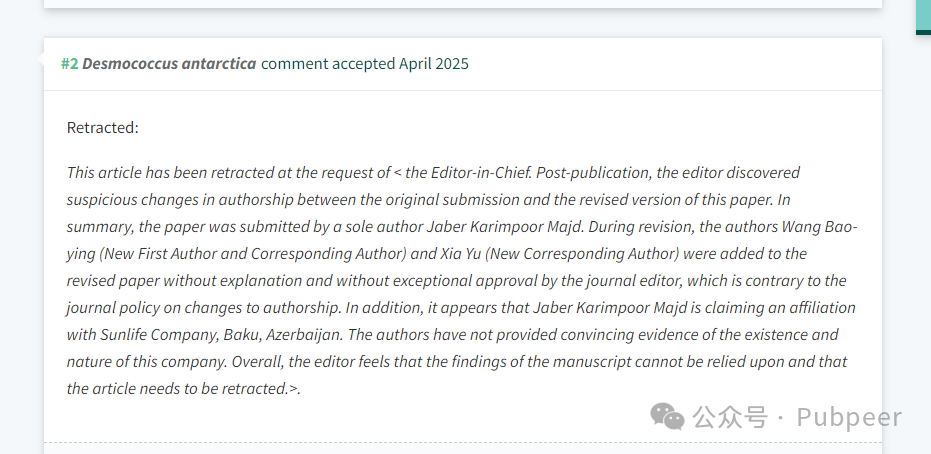 #2 Desmococcus antarctica comment accepted April 2025
Retracted:
This article has been retracted at the request of < the Editor-in-Chief. Post-publication, the editor discovered
suspicious changes in authorship between the original submission and the revised version of this paper. In
summary, the paper was submitted by a sole author Jaber Karimpoor Majd. During revision, the authors Wang Bao-
ying (New First Author and Corresponding Author) and Xia Yu (New Corresponding Author) were added to the
revised paper without explanation and without exceptional approval by the journal editor, which is contrary to the
journal policy on changes to authorship. In addition, it appears that Jaber Karimpoor Majd is claiming an affiliation
with Sunlife Company, Baku, Azerbaijan. The authors have not provided convincing evidence of the existence and
nature of this company. Overall, the editor feels that the findings of the manuscript cannot be relied upon and that
the article needs to be retracted.>.
公众号 · Pubpeer